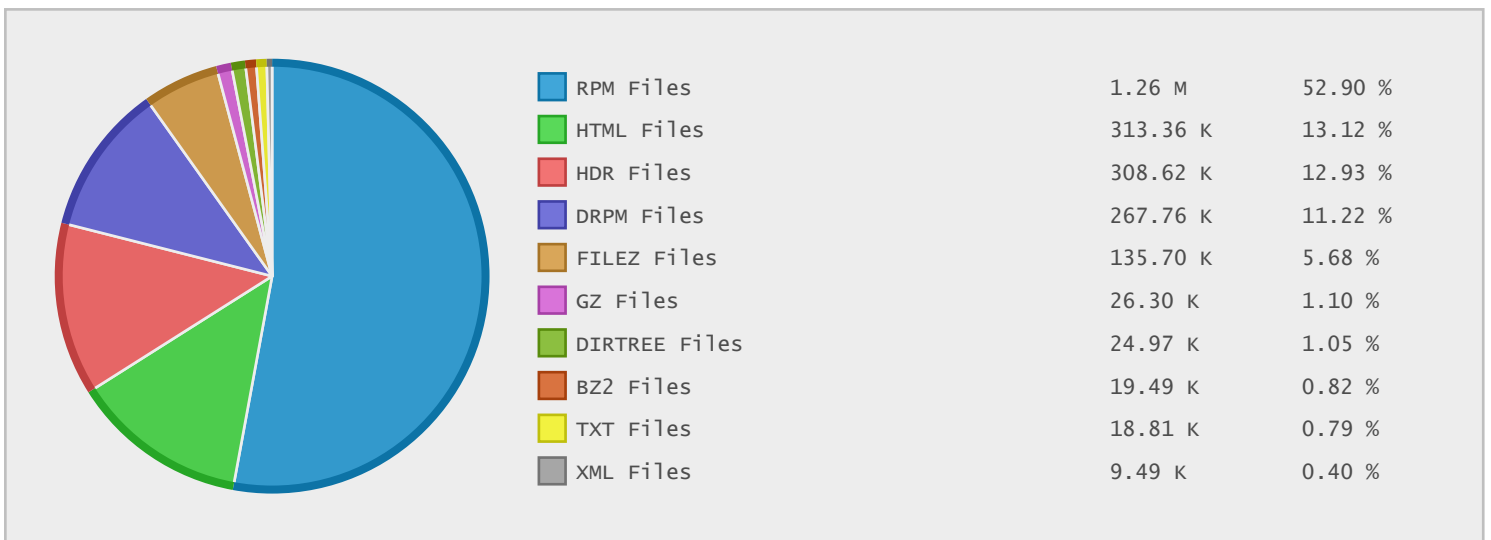 RPM Files 1.26 M 52.90 %
HTML Files 313.36 K 13.12 %
HDR Files 308.62 K 12.93 %
DRPM Files 267.76 K 11.22 %
FILEZ Files 135.70 K 5.68 %
GZ Files 26.30 K 1.10 %
DIRTREE Files 24.97 K 1.05 %
BZ2 Files 19.49 K 0.82 %
TXT Files 18.81 K 0.79 %
XML Files 9.49 K 0.40 %